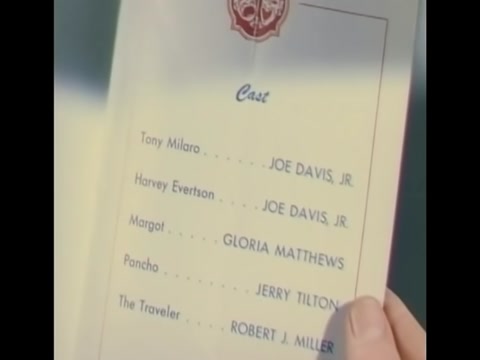 Cast
Tony Milaro . . . . . . JOE DAVIS, JR.
Harvey Evertson . . . . JOE DAVIS, JR.
Margot . . . . . GLORIA MATTHEWS
Pancho . . . . . . . . JERRY TILTON
The Traveler . . . . ROBERT J. MILLER